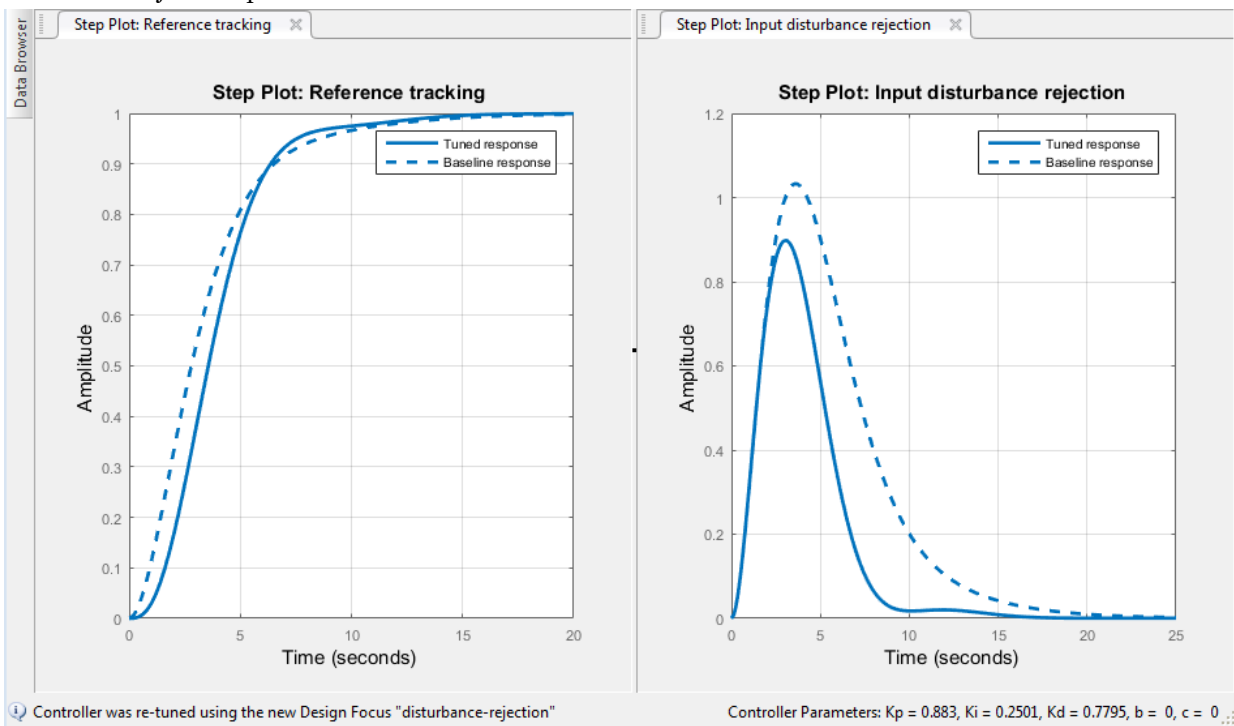 Data Browser
Step Plot: Reference tracking
Step Plot: Input disturbance rejection
Step Plot: Reference tracking
Tuned response
Baseline response
1
0.9
0.8
0.7
0.6
0.5
0.4
0.3
0.2
0.1
0
Amplitude
0 5 10 15 20
Time (seconds)
Step Plot: Input disturbance rejection
Tuned response
Baseline response
1.2
1
0.8
0.6
0.4
0.2
0
Amplitude
0 5 10 15 20 25
Time (seconds)
Controller was re-tuned using the new Design Focus "disturbance-rejection"
Controller Parameters: Kp = 0.883, Ki = 0.2501, Kd = 0.7795, b = 0, c = 0